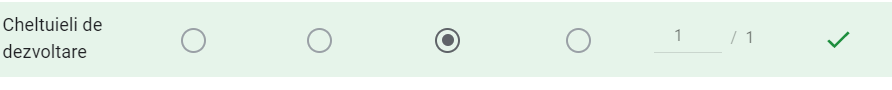 Cheltuieli de
dezvoltare
1 / 1